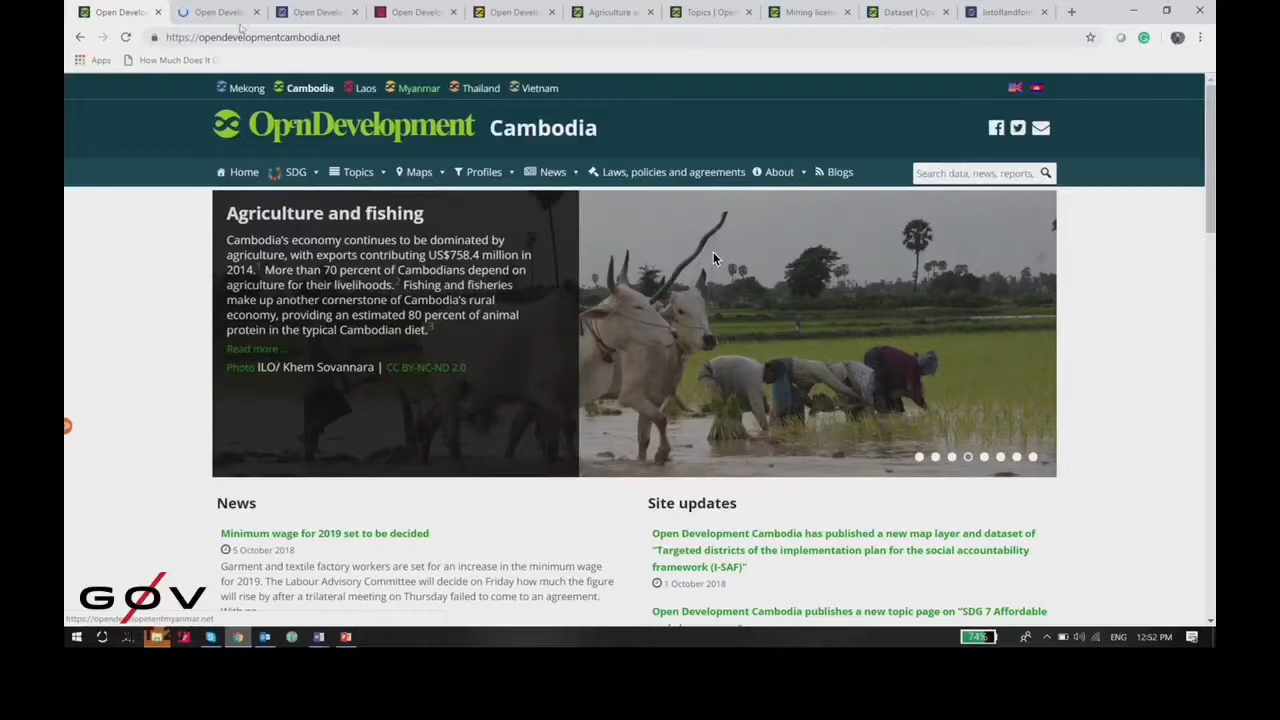 Open Develo
Open Develo
Open Develo
Open Develo
Open Develo
Agriculture a
Topics | Open
Mining licens
Dataset | Op
listoflandfor
https://opendevelopmentcambodia.net
Apps
How Much Does It C
Mekong Cambodia Laos Myanmar Thailand Vietnam
OpenDevelopment Cambodia
Home SDG Topics Maps Profiles News Laws, policies and agreements About Blogs
Search data, news, reports,
Agriculture and fishing
Cambodia's economy continues to be dominated by
agriculture, with exports contributing US$758.4 million in
2014.1 More than 70 percent of Cambodians depend on
agriculture for their livelihoods.2 Fishing and fisheries
make up another cornerstone of Cambodia's rural
economy, providing an estimated 80 percent of animal
protein in the typical Cambodian diet.3
Read more ...
Photo ILO/ Khem Sovannara | CC BY-NC-ND 2.0
News
Minimum wage for 2019 set to be decided
5 October 2018
Garment and textile factory workers are set for an increase in the minimum wage
for 2019. The Labour Advisory Committee will decide on Friday how much the figure
will rise by after a trilateral meeting on Thursday failed to come to an agreement.
Site updates
Open Development Cambodia has published a new map layer and dataset of
"Targeted districts of the implementation plan for the social accountability
framework (I-SAF)"
1 October 2018
Open Development Cambodia publishes a new topic page on "SDG 7 Affordable
GØV
https://opendevelopmentmyanmar.net
74%
ENG
12:52 PM